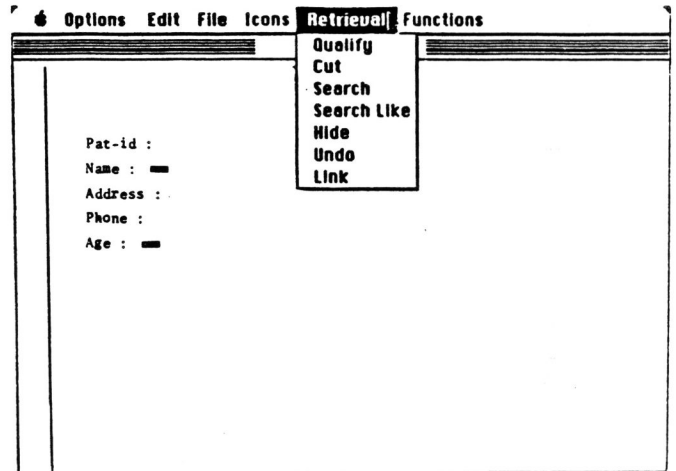 Options Edit File Icons Retrieval Functions
Qualify
Cut
Search
Search Like
Hide
Undo
Link
Pat-id :
Name :
Address :
Phone :
Age :